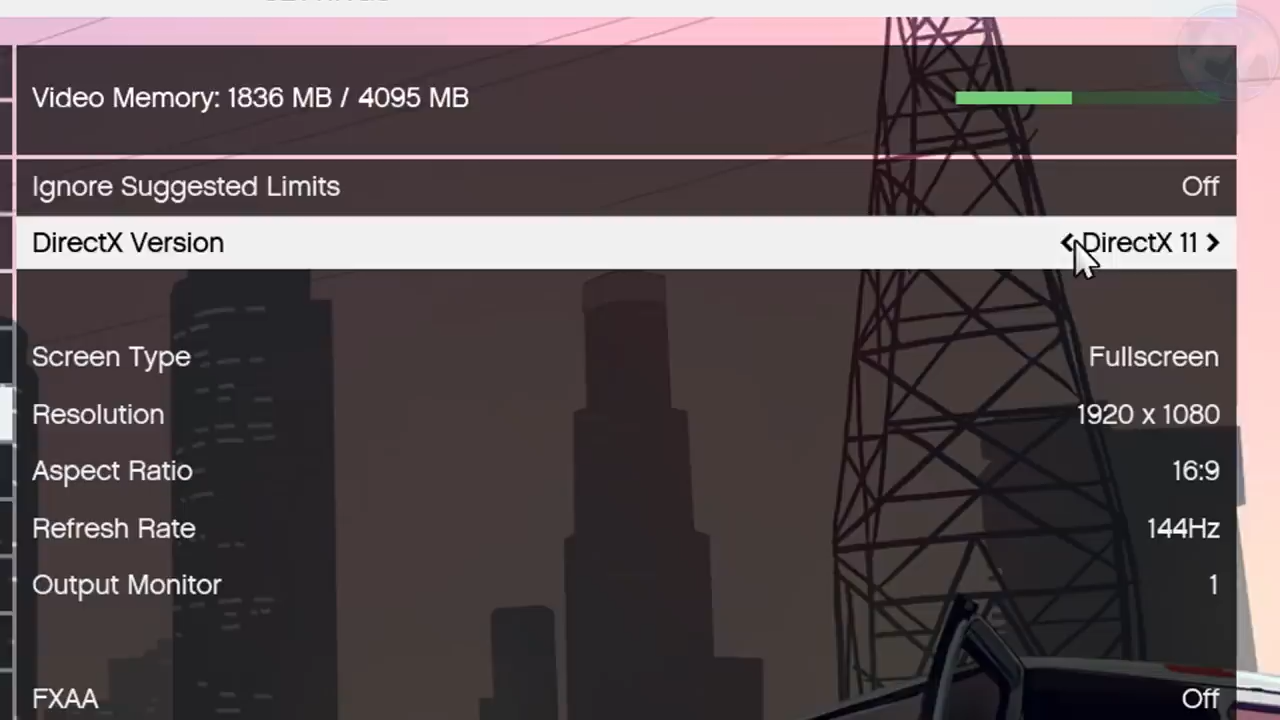 Video Memory: 1836 MB / 4095 MB
Ignore Suggested Limits Off
DirectX Version < DirectX 11 >
Screen Type Fullscreen
Resolution 1920 x 1080
Aspect Ratio 16:9
Refresh Rate 144Hz
Output Monitor 1
FXAA Off